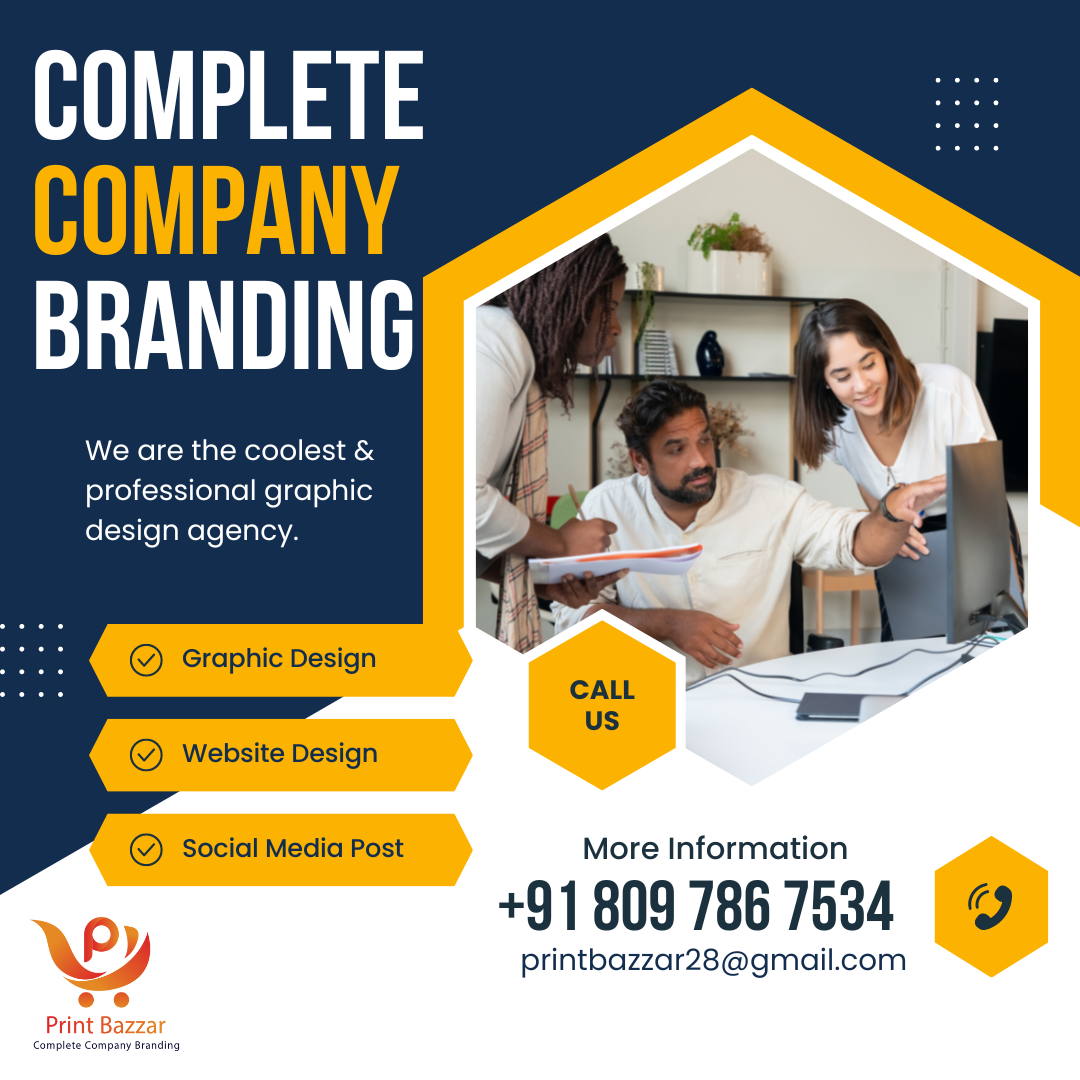 COMPLETE
COMPANY
BRANDING
We are the coolest &
professional graphic
design agency.
Graphic Design
Website Design
Social Media Post
CALL
US
More Information
+91 809 786 7534
printbazzar28@gmail.com
P
Print Bazzar
Complete Company Branding